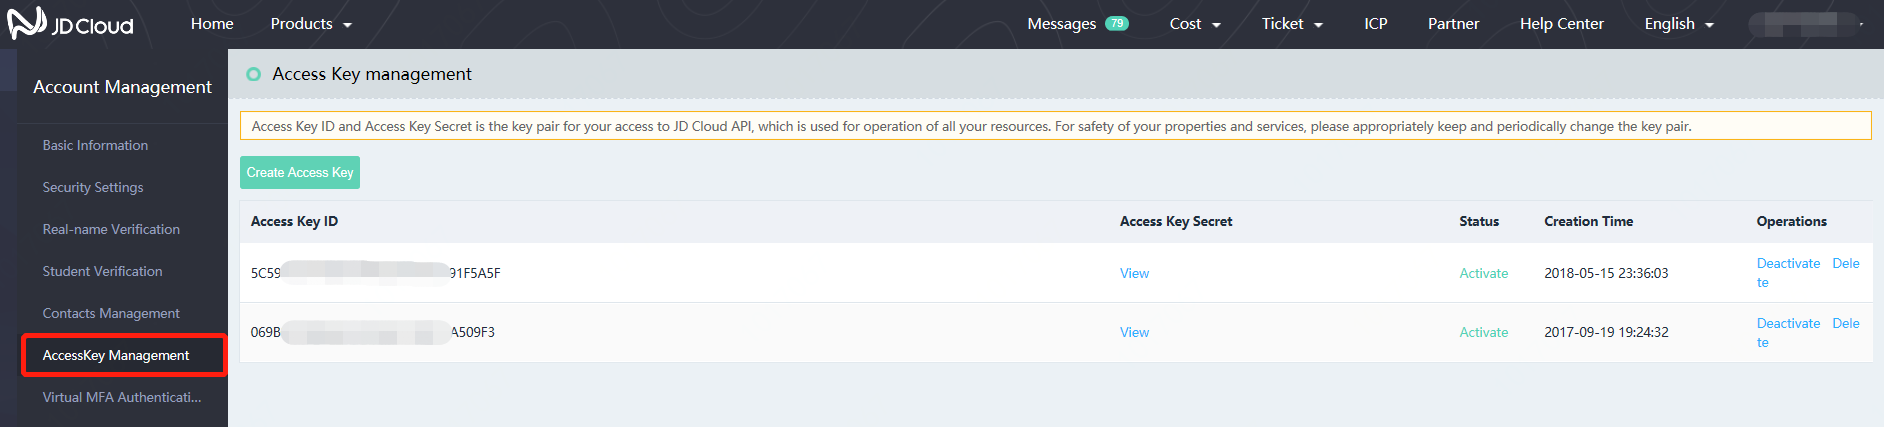 JD Cloud Home Products Messages 79 Cost Ticket ICP Partner Help Center English
Account Management
Basic Information
Security Settings
Real-name Verification
Student Verification
Contacts Management
AccessKey Management
Virtual MFA Authenticati...
Access Key management
Access Key ID and Access Key Secret is the key pair for your access to JD Cloud API, which is used for operation of all your resources. For safety of your properties and services, please appropriately keep and periodically change the key pair.
Create Access Key
Access Key ID Access Key Secret Status Creation Time Operations
5C59 91F5A5F View Activate 2018-05-15 23:36:03 Deactivate Dele
te
069B A509F3 View Activate 2017-09-19 19:24:32 Deactivate Dele
te